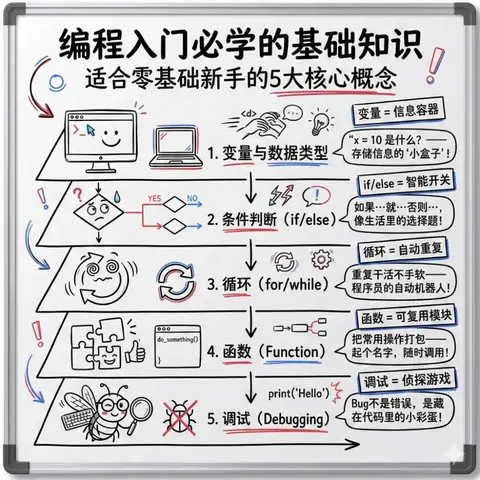 编程入门必学的基础知识
适合零基础新手的5大核心概念
变量 = 信息容器
<d>
"x = 10 是什么？——
存储信息的‘小盒子’！
1. 变量与数据类型
if/else = 智能开关
?
YES
NO
!
如果…就…否则…，
像生活里的选择题！
2. 条件判断（if/else）
循环 = 自动重复
重复干活不手软——
程序员的自动机器人！
3. 循环（for/while）
函数 = 可复用模块
do_something()
}
把常用操作打包——
起个名字，随时调用！
4. 函数（Function）
调试 = 侦探游戏
print('Hello')
Bug不是错误，是藏
在代码里的小彩蛋！
5. 调试（Debugging）